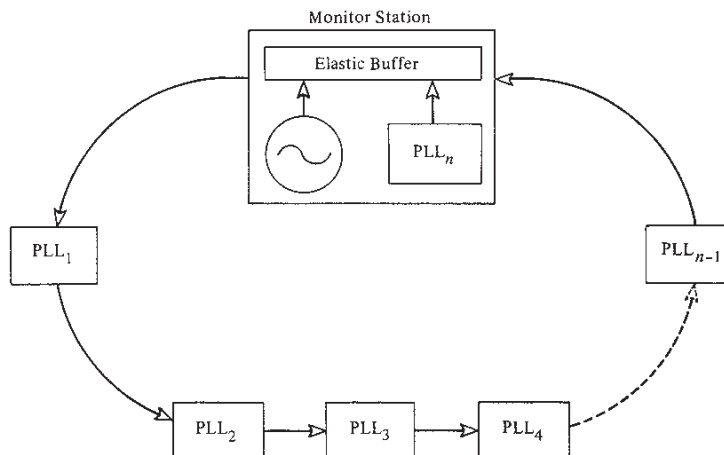 Monitor Station
Elastic Buffer
PLLₙ
PLL₁
PLLₙ₋₁
PLL₂
PLL₃
PLL₄